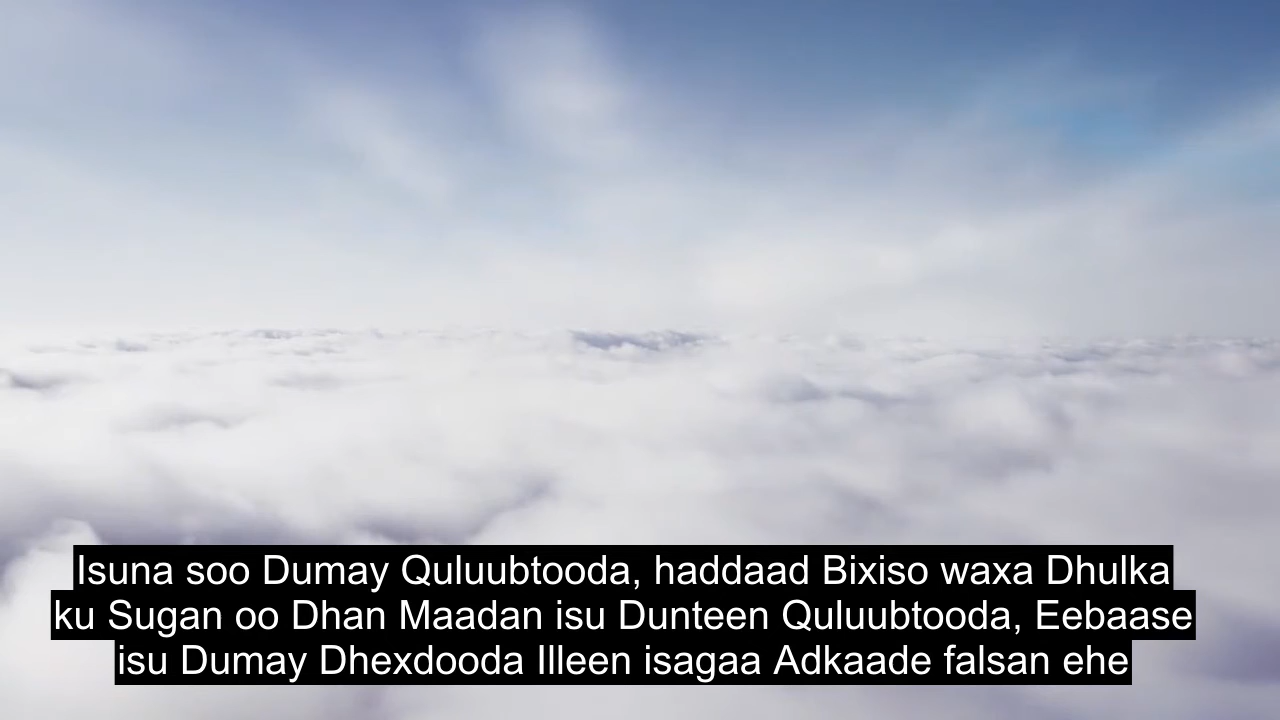 Isuna soo Dumay Quluubtooda, haddaad Bixiso waxa Dhulka
ku Sugan oo Dhan Maadan isu Dunteen Quluubtooda, Eebaase
isu Dumay Dhexdooda Illeen isagaa Adkaade falsan ehe